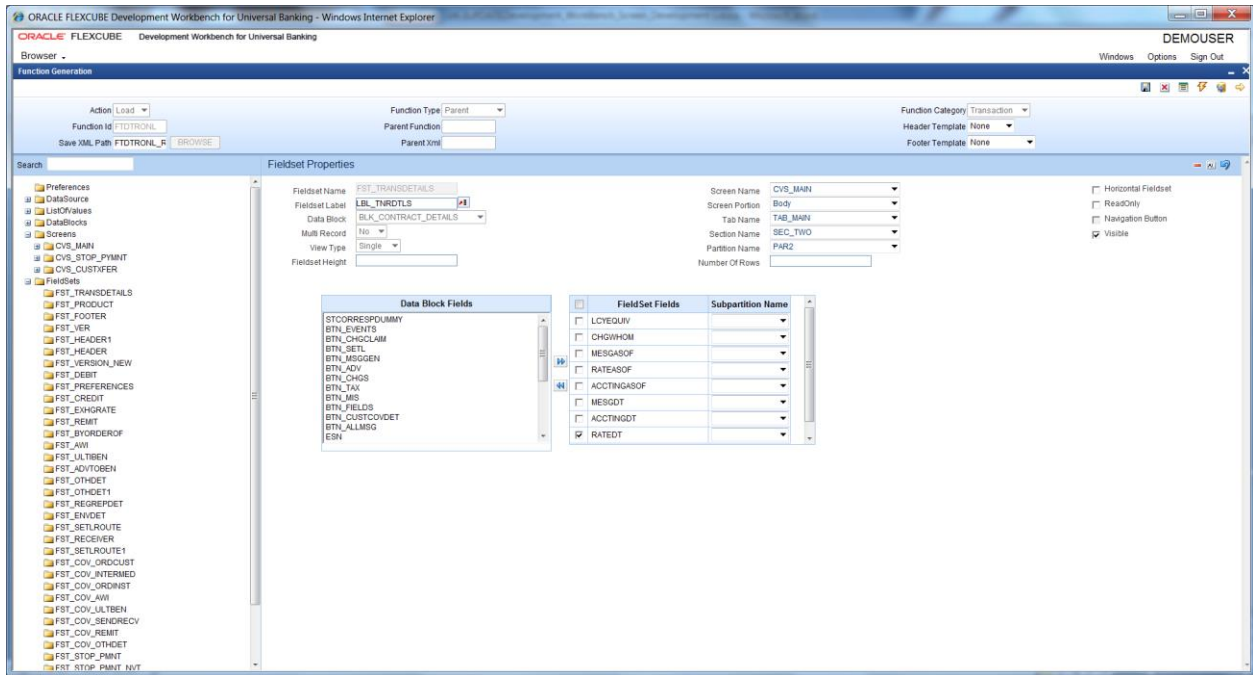 ORACLE FLEXCUBE Development Workbench for Universal Banking - Windows Internet Explorer
ORACLE FLEXCUBE Development Workbench for Universal Banking DEMOUSER
Browser Windows Options Sign Out
Function Generation
Action Load Function Type Parent Function Category Transaction
Function Id FTDTRONL Parent Function Header Template None
Save XML Path FTDTRONL_R BROWSE Parent Xml Footer Template None
Search
Fieldset Properties
Preferences
DataSource
ListOfValues
DataBlocks
Screens
CVS_MAIN
CVS_STOP_PYMNT
CVS_CUSTXFER
FieldSets
FST_TRANSDETAILS
FST_PRODUCT
FST_FOOTER
FST_VER
FST_HEADER1
FST_HEADER
FST_VERSION_NEW
FST_DEBIT
FST_PREFERENCES
FST_CREDIT
FST_EXHGRATE
FST_REMIT
FST_BYORDEROF
FST_AWI
FST_ULTIBEN
FST_ADVTOBEN
FST_OTHDET
FST_OTHDET1
FST_REGREPDET
FST_ENVDET
FST_SETLROUTE
FST_RECEIVER
FST_SETLROUTE1
FST_COV_ORDCUST
FST_COV_INTERMED
FST_COV_ORDINST
FST_COV_AWI
FST_COV_ULTBEN
FST_COV_SENDRECV
FST_COV_REMIT
FST_COV_OTHDET
FST_STOP_PMNT
FST_STOP_PMNT_NVT
Fieldset Name FST_TRANSDETAILS
Fieldset Label LBL_TNRDTLS
Data Block BLK_CONTRACT_DETAILS
Multi Record No
View Type Single
Fieldset Height
Screen Name CVS_MAIN
Screen Portion Body
Tab Name TAB_MAIN
Section Name SEC_TWO
Partition Name PAR2
Number Of Rows
Horizontal Fieldset
ReadOnly
Navigation Button
Visible
Data Block Fields
STCORRESPDUMMY
BTN_EVENTS
BTN_CHGCLAIM
BTN_SETL
BTN_MSGGEN
BTN_ADV
BTN_CHGS
BTN_TAX
BTN_MIS
BTN_FIELDS
BTN_CUSTCOVDET
BTN_ALLMSG
ESN
FieldSet Fields Subpartition Name
LCYEQUIV
CHGWHOM
MESGASOF
RATEASOF
ACCTINGASOF
MESGDT
ACCTINGDT
RATEDT